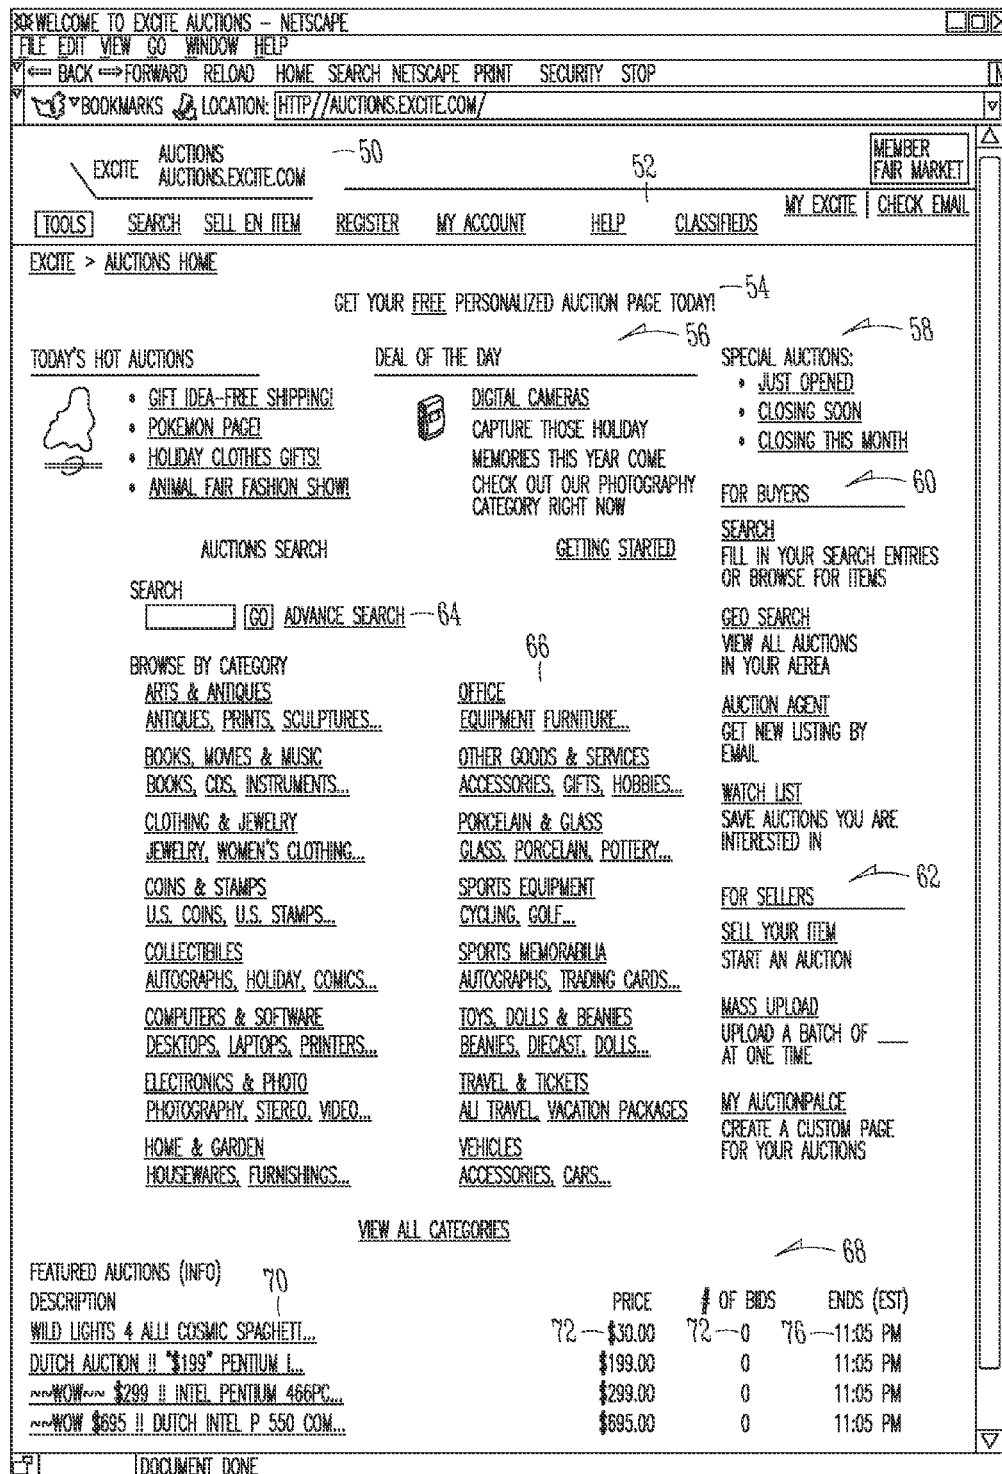 WELCOME TO EXCITE AUCTIONS - NETSCAPE
FILE EDIT VIEW GO WINDOW HELP
BACK FORWARD RELOAD HOME SEARCH NETSCAPE PRINT SECURITY STOP
BOOKMARKS LOCATION: HTTP//AUCTIONS.EXCITE.COM/
EXCITE AUCTIONS
AUCTIONS.EXCITE.COM
50
52
MEMBER
FAIR MARKET
MY EXCITE | CHECK EMAIL
TOOLS SEARCH SELL EN ITEM REGISTER MY ACCOUNT HELP CLASSIFIEDS
EXCITE > AUCTIONS HOME
GET YOUR FREE PERSONALIZED AUCTION PAGE TODAY! 54
TODAY'S HOT AUCTIONS
• GIFT IDEA-FREE SHIPPING!
• POKEMON PAGE!
• HOLIDAY CLOTHES GIFTS!
• ANIMAL FAIR FASHION SHOW!
56
DEAL OF THE DAY
DIGITAL CAMERAS
CAPTURE THOSE HOLIDAY
MEMORIES THIS YEAR COME
CHECK OUT OUR PHOTOGRAPHY
CATEGORY RIGHT NOW
58
SPECIAL AUCTIONS:
• JUST OPENED
• CLOSING SOON
• CLOSING THIS MONTH
60
FOR BUYERS
SEARCH
FILL IN YOUR SEARCH ENTRIES
OR BROWSE FOR ITEMS
GEO SEARCH
VIEW ALL AUCTIONS
IN YOUR AEREA
AUCTION AGENT
GET NEW LISTING BY
EMAIL
WATCH LIST
SAVE AUCTIONS YOU ARE
INTERESTED IN
62
FOR SELLERS
SELL YOUR ITEM
START AN AUCTION
MASS UPLOAD
UPLOAD A BATCH OF ___
AT ONE TIME
MY AUCTIONPALCE
CREATE A CUSTOM PAGE
FOR YOUR AUCTIONS
AUCTIONS SEARCH GETTING STARTED
SEARCH
GO ADVANCE SEARCH 64
66
BROWSE BY CATEGORY
ARTS & ANTIQUES
ANTIQUES, PRINTS, SCULPTURES...
BOOKS, MOVIES & MUSIC
BOOKS, CDS, INSTRUMENTS...
CLOTHING & JEWELRY
JEWELRY, WOMEN'S CLOTHING...
COINS & STAMPS
U.S. COINS, U.S. STAMPS...
COLLECTIBILES
AUTOGRAPHS, HOLIDAY, COMICS...
COMPUTERS & SOFTWARE
DESKTOPS, LAPTOPS, PRINTERS...
ELECTRONICS & PHOTO
PHOTOGRAPHY, STEREO, VIDEO...
HOME & GARDEN
HOUSEWARES, FURNISHINGS...
OFFICE
EQUIPMENT FURNITURE...
OTHER GOODS & SERVICES
ACCESSORIES, GIFTS, HOBBIES...
PORCELAIN & GLASS
GLASS, PORCELAIN, POTTERY...
SPORTS EQUIPMENT
CYCLING, GOLF...
SPORTS MEMORABILIA
AUTOGRAPHS, TRADING CARDS...
TOYS, DOLLS & BEANIES
BEANIES, DIECAST, DOLLS...
TRAVEL & TICKETS
ALL TRAVEL, VACATION PACKAGES
VEHICLES
ACCESSORIES, CARS...
VIEW ALL CATEGORIES
68
FEATURED AUCTIONS (INFO) 70
DESCRIPTION PRICE # OF BIDS ENDS (EST)
WILD LIGHTS 4 ALL! COSMIC SPAGHETI... 72 $30.00 72 0 76 11:05 PM
DUTCH AUCTION !! "$199" PENTIUM I... $199.00 0 11:05 PM
~~WOW~~ $299 !! INTEL PENTIUM 466PC... $299.00 0 11:05 PM
~~WOW $695 !! DUTCH INTEL P 550 COM... $695.00 0 11:05 PM
DOCUMENT DONE